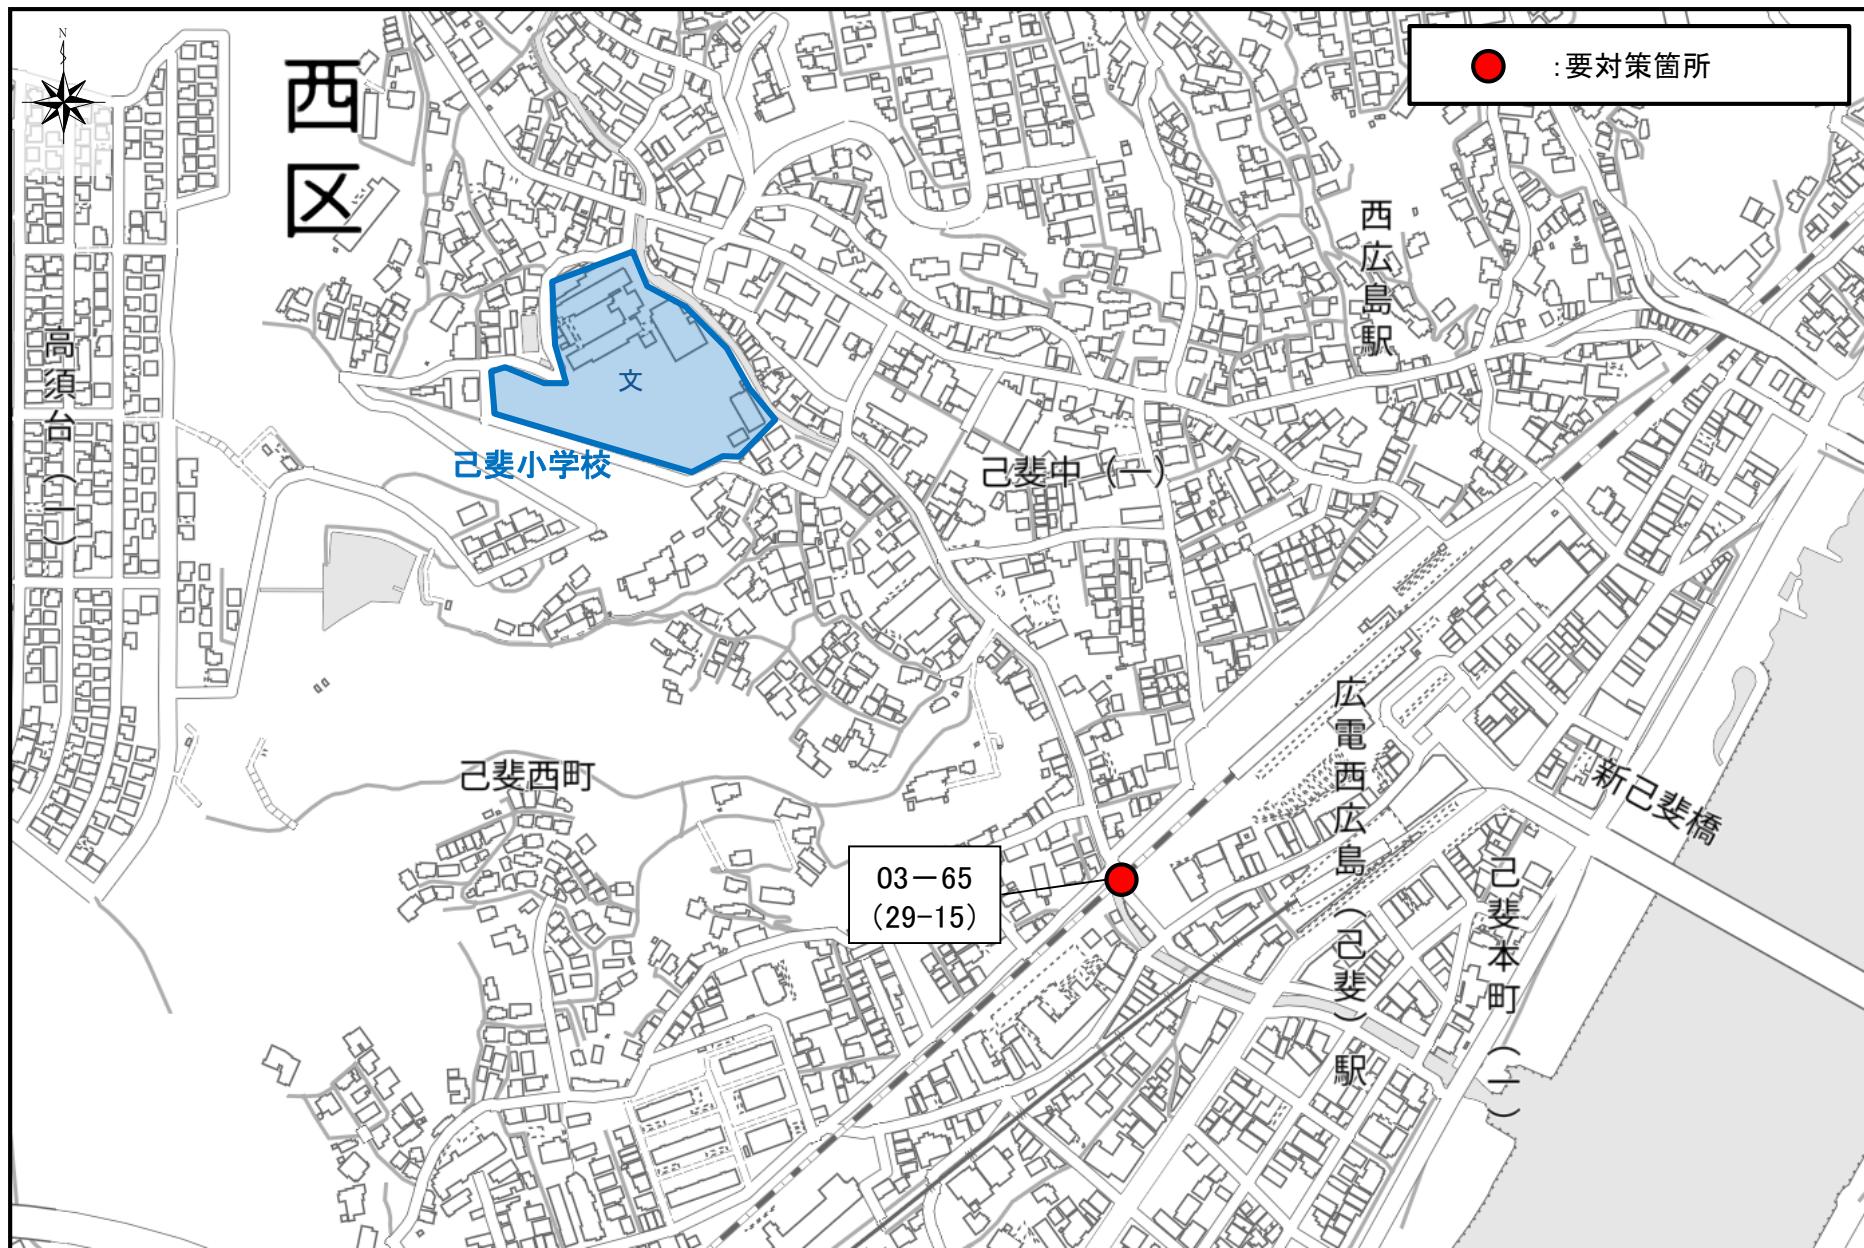 N
西区
：要対策箇所
西広島駅
高須台（一）
文
己斐小学校
己斐中（一）
広電西広島（己斐）駅
己斐西町
新己斐橋
己斐本町（一）
03－65
（29-15）